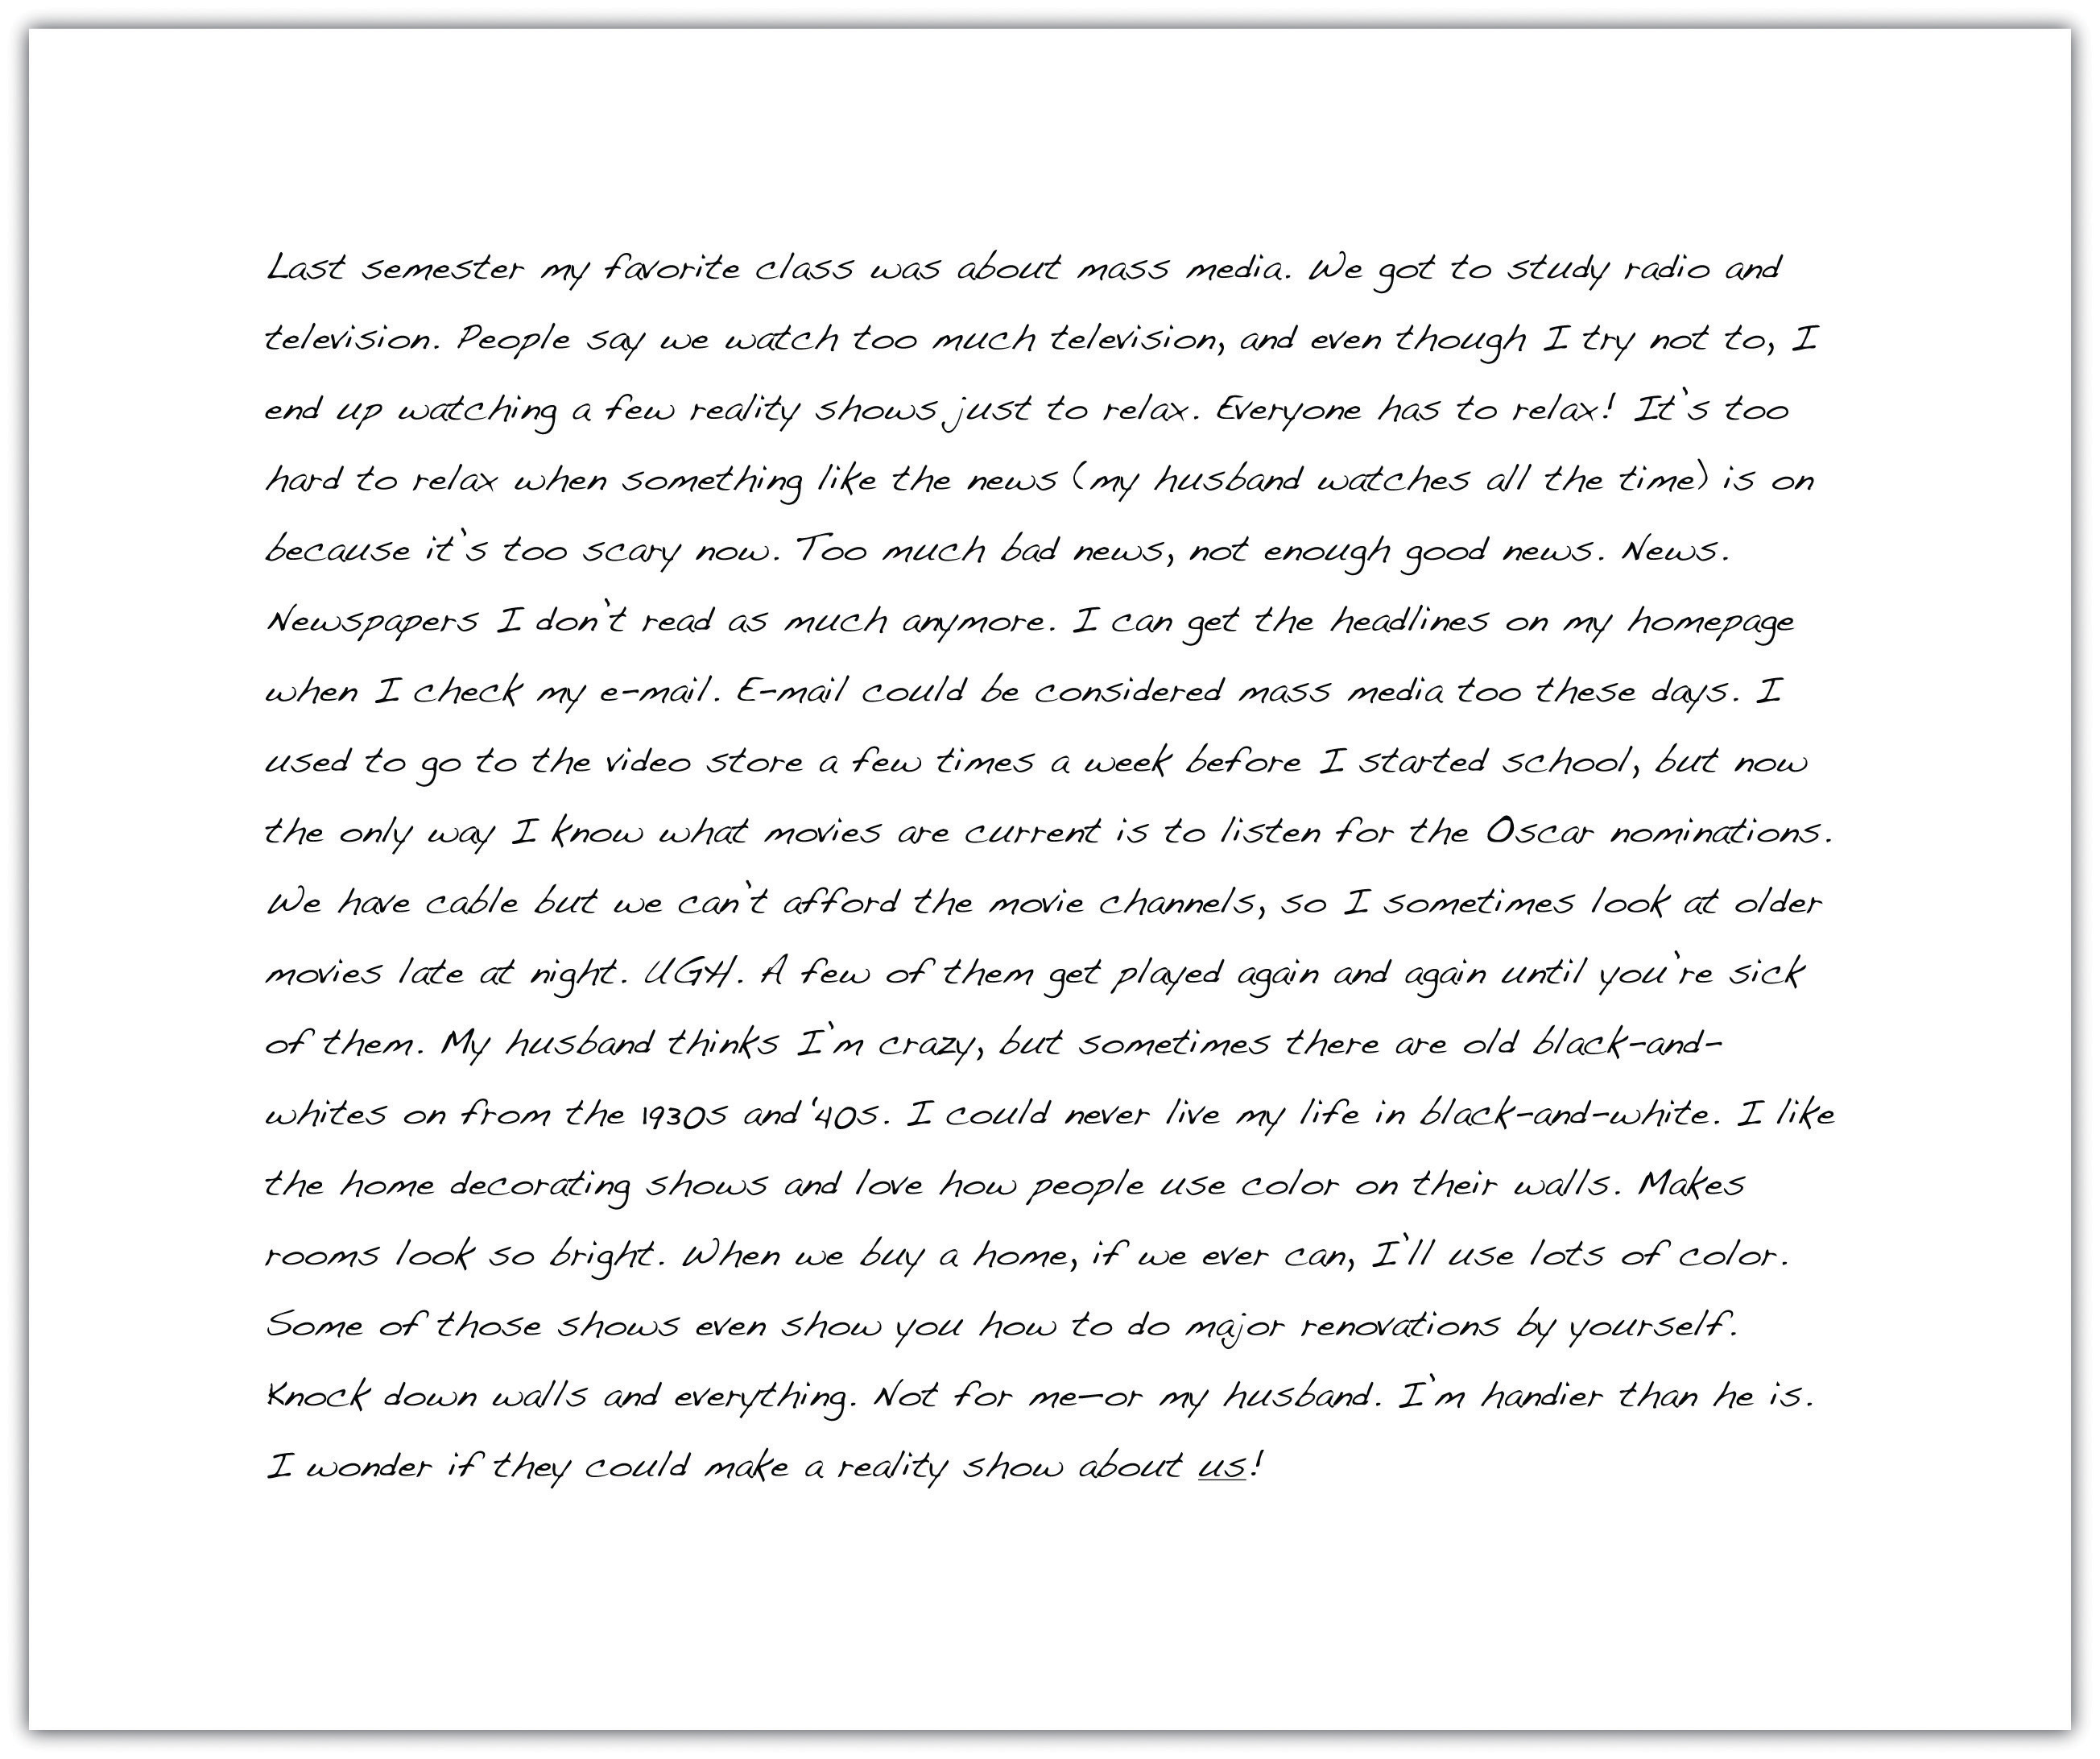 Last semester my favorite class was about mass media. We got to study radio and
television. People say we watch too much television, and even though I try not to, I
end up watching a few reality shows just to relax. Everyone has to relax! It's too
hard to relax when something like the news (my husband watches all the time) is on
because it's too scary now. Too much bad news, not enough good news. News.
Newspapers I don't read as much anymore. I can get the headlines on my homepage
when I check my e-mail. E-mail could be considered mass media too these days. I
used to go to the video store a few times a week before I started school, but now
the only way I know what movies are current is to listen for the Oscar nominations.
We have cable but we can't afford the movie channels, so I sometimes look at older
movies late at night. UGH. A few of them get played again and again until you're sick
of them. My husband thinks I'm crazy, but sometimes there are old black-and-
whites on from the 1930s and '40s. I could never live my life in black-and-white. I like
the home decorating shows and love how people use color on their walls. Makes
rooms look so bright. When we buy a home, if we ever can, I'll use lots of color.
Some of those shows even show you how to do major renovations by yourself.
Knock down walls and everything. Not for me—or my husband. I'm handier than he is.
I wonder if they could make a reality show about us!